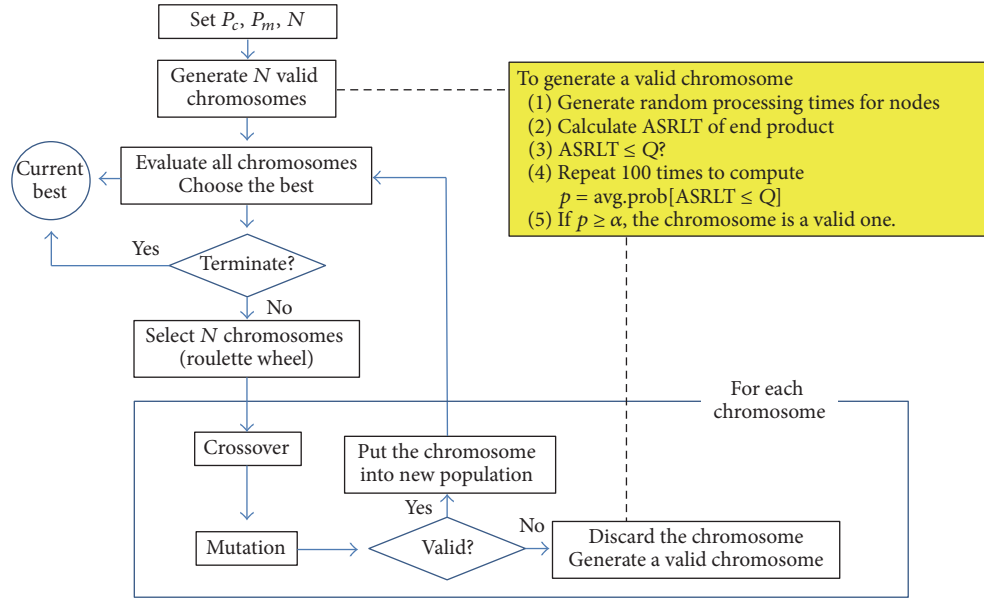 Set P_c, P_m, N
Generate N valid
chromosomes
To generate a valid chromosome
(1) Generate random processing times for nodes
(2) Calculate ASRLT of end product
(3) ASRLT ≤ Q?
(4) Repeat 100 times to compute
p = avg.prob[ASRLT ≤ Q]
(5) If p ≥ α, the chromosome is a valid one.
Current
best
Evaluate all chromosomes
Choose the best
Yes
Terminate?
No
Select N chromosomes
(roulette wheel)
For each
chromosome
Crossover
Put the chromosome
into new population
Yes
Mutation
Valid?
No
Discard the chromosome
Generate a valid chromosome